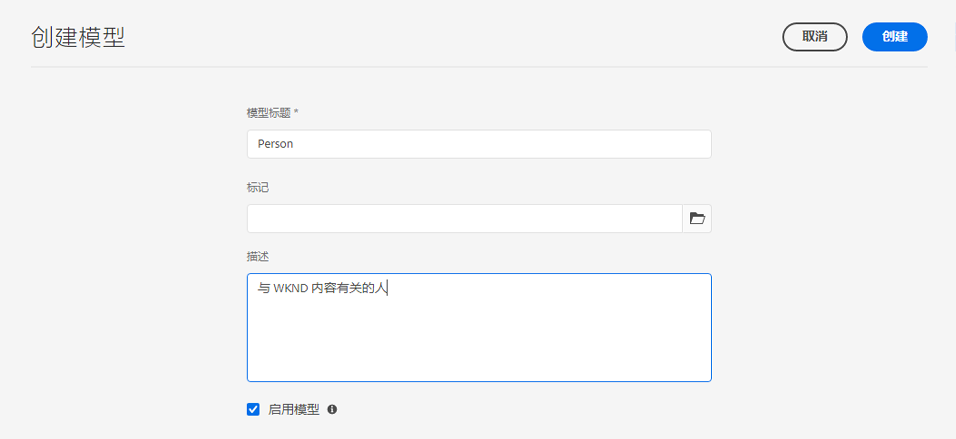 创建模型
取消
创建
模型标题 *
Person
标记
描述
与 WKND 内容有关的人
启用模型